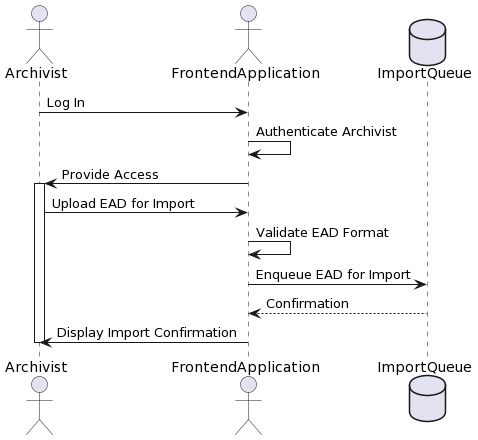 Archivist
FrontendApplication
ImportQueue
Log In
Authenticate Archivist
Provide Access
Upload EAD for Import
Validate EAD Format
Enqueue EAD for Import
Confirmation
Display Import Confirmation
Archivist
FrontendApplication
ImportQueue